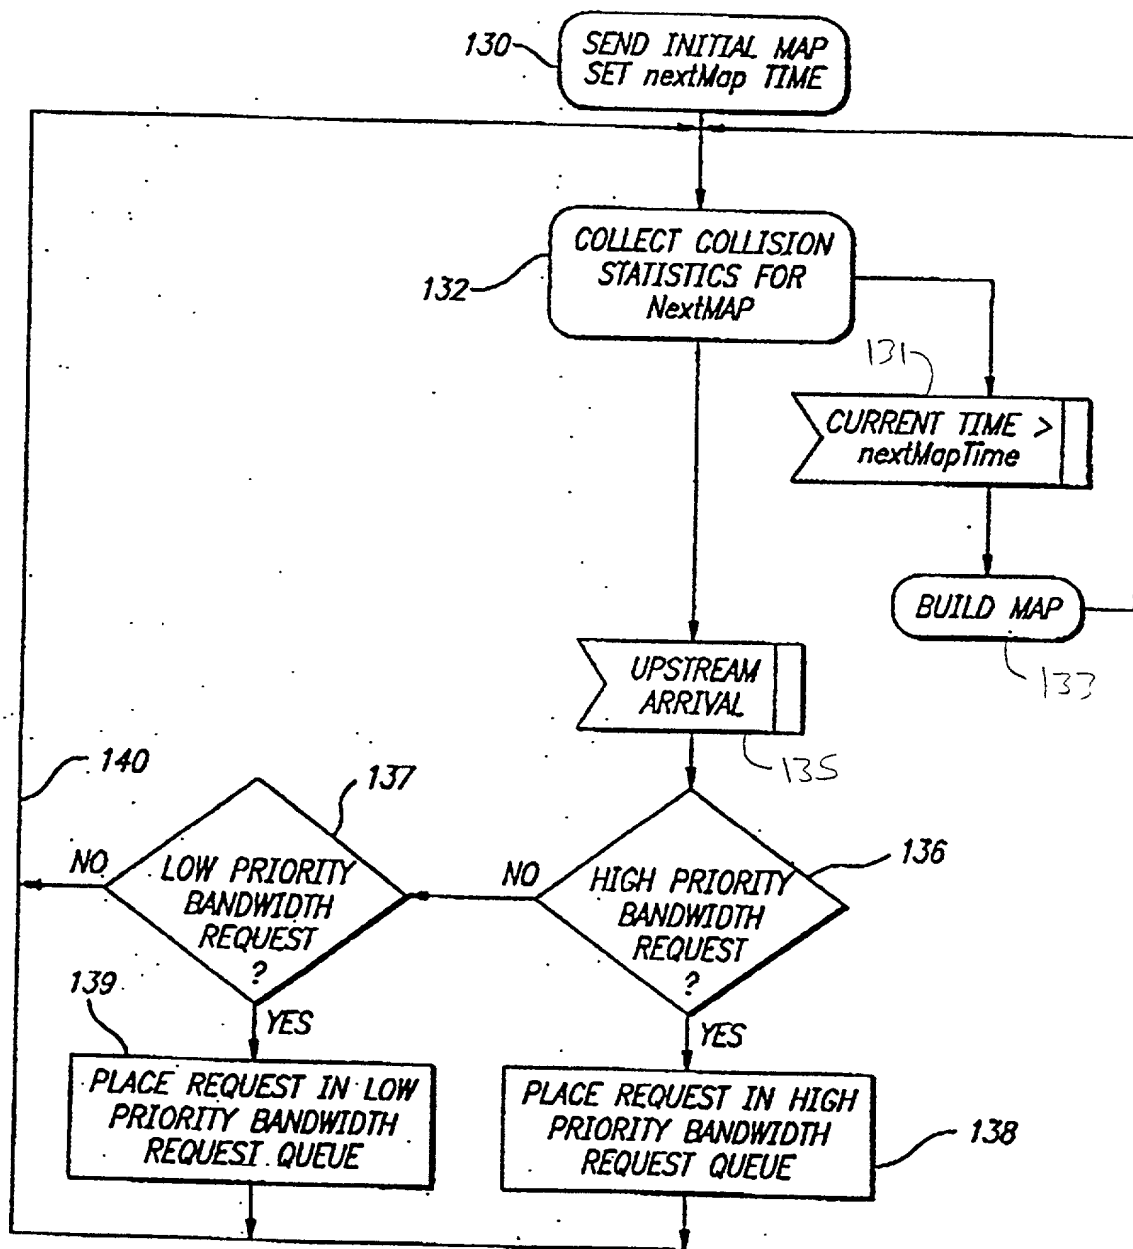 130
SEND INITIAL MAP
SET nextMap TIME
COLLECT COLLISION
STATISTICS FOR
NextMAP
132
131
CURRENT TIME >
nextMapTime
BUILD MAP
133
UPSTREAM
ARRIVAL
135
140
137
136
NO
LOW PRIORITY
BANDWIDTH
REQUEST
?
NO
HIGH PRIORITY
BANDWIDTH
REQUEST
?
139
YES
YES
PLACE REQUEST IN LOW
PRIORITY BANDWIDTH
REQUEST QUEUE
PLACE REQUEST IN HIGH
PRIORITY BANDWIDTH
REQUEST QUEUE
138